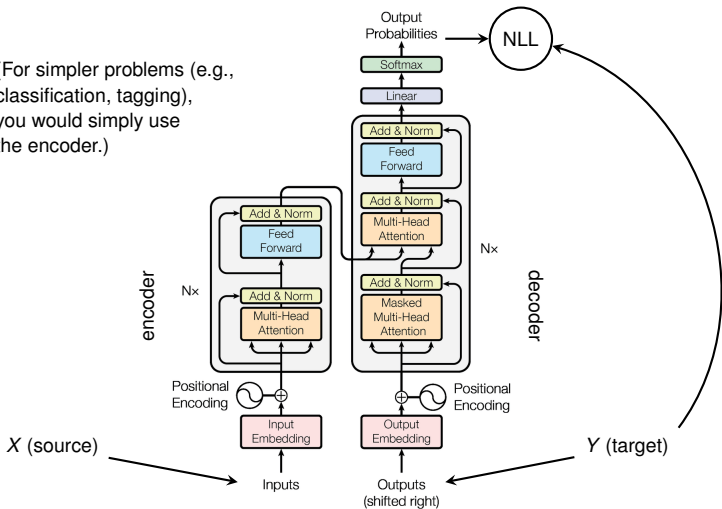 Output
Probabilities
NLL
Softmax
(For simpler problems (e.g.,
classification, tagging),
you would simply use
the encoder.)
Linear
Add & Norm
Feed
Forward
Add & Norm
Multi-Head
Attention
Add & Norm
Feed
Forward
N×
encoder
N×
decoder
Add & Norm
Multi-Head
Attention
Add & Norm
Masked
Multi-Head
Attention
Positional
Encoding
Positional
Encoding
Input
Embedding
Output
Embedding
X (source)
Y (target)
Inputs
Outputs
(shifted right)